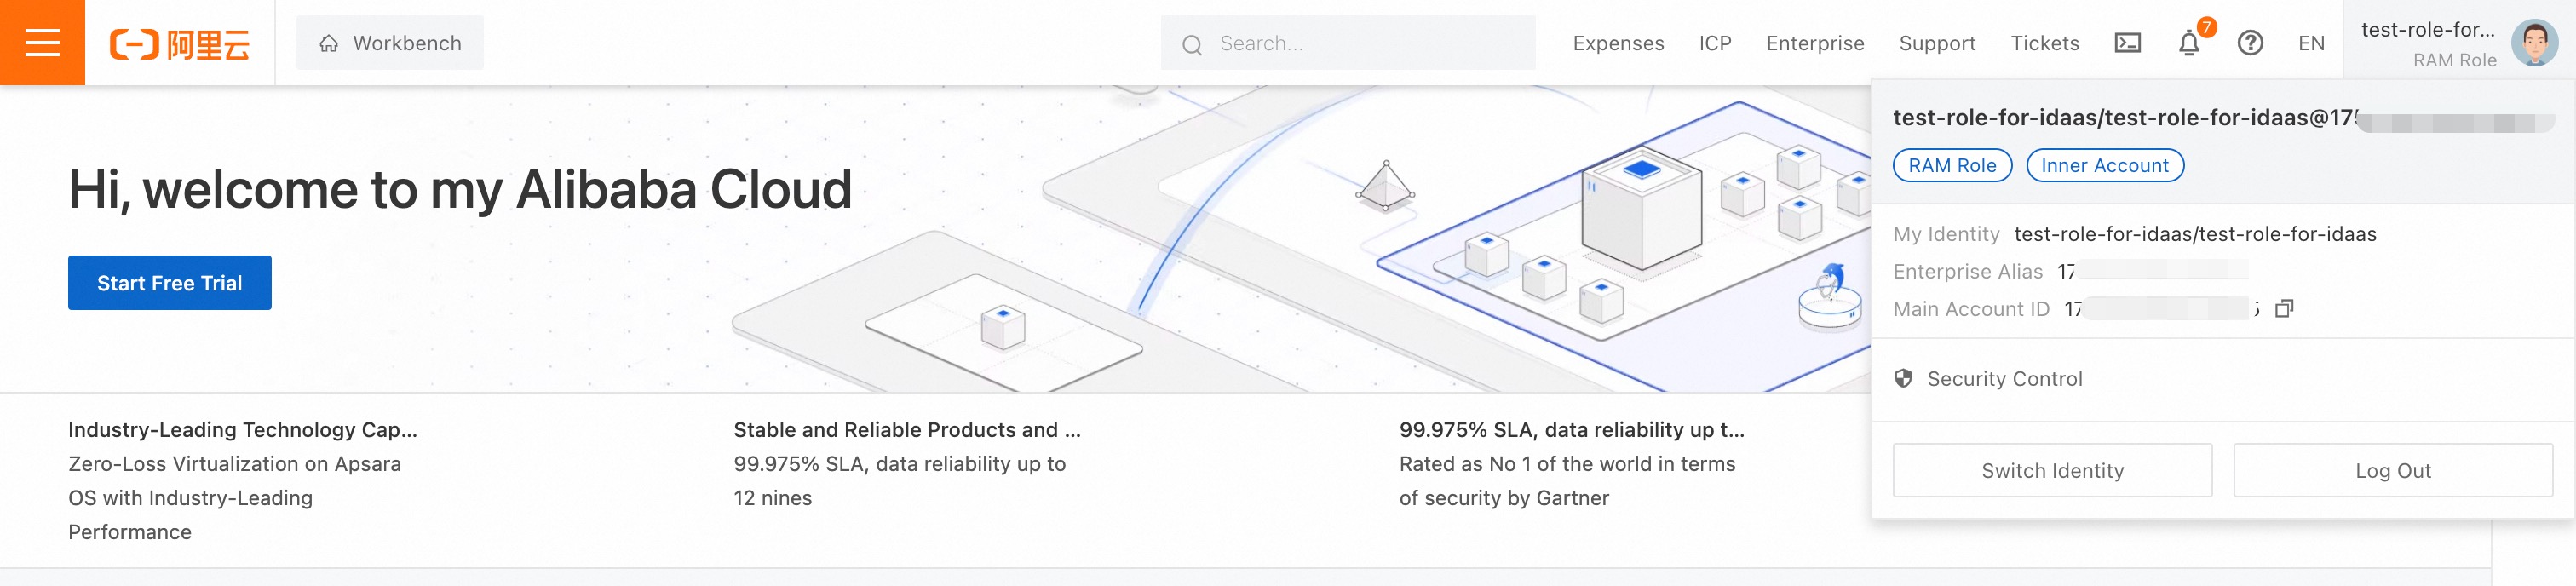 阿里云
Workbench
Search...
Expenses
ICP
Enterprise
Support
Tickets
7
EN
test-role-for...
RAM Role
Hi, welcome to my Alibaba Cloud
Start Free Trial
test-role-for-idaas/test-role-for-idaas@17
RAM Role
Inner Account
My Identity test-role-for-idaas/test-role-for-idaas
Enterprise Alias 17
Main Account ID 17
Security Control
Switch Identity
Log Out
Industry-Leading Technology Cap...
Zero-Loss Virtualization on Apsara
OS with Industry-Leading
Performance
Stable and Reliable Products and ...
99.975% SLA, data reliability up to
12 nines
99.975% SLA, data reliability up t...
Rated as No 1 of the world in terms
of security by Gartner